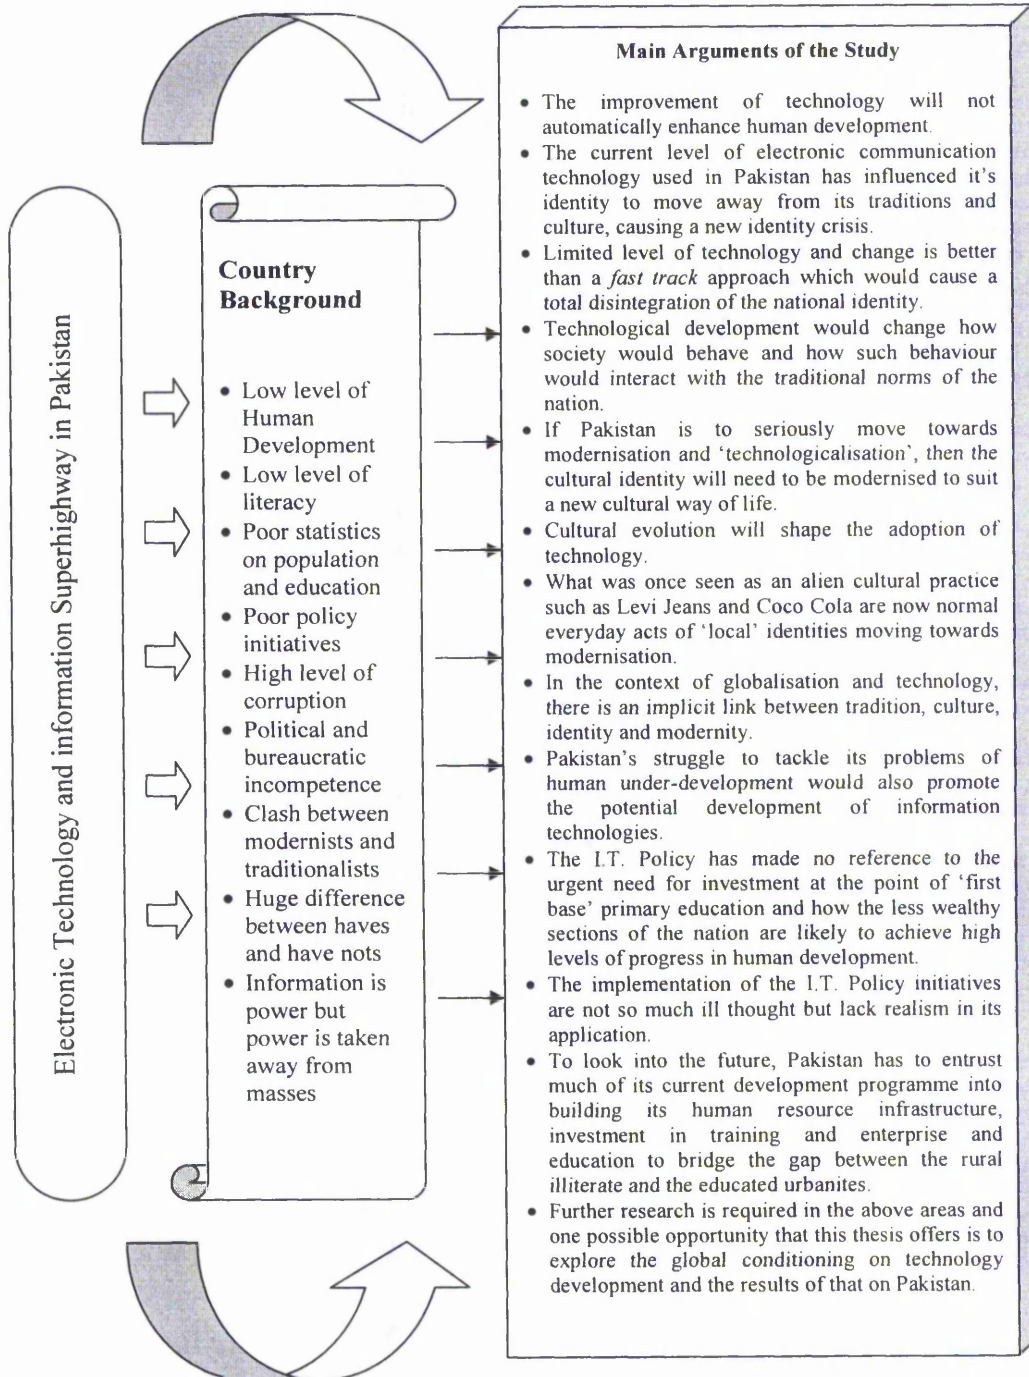 Electronic Technology and information Superhighway in Pakistan
Country
Background
• Low level of
Human
Development
• Low level of
literacy
• Poor statistics
on population
and education
• Poor policy
initiatives
• High level of
corruption
• Political and
bureaucratic
incompetence
• Clash between
modernists and
traditionalists
• Huge difference
between haves
and have nots
• Information is
power but
power is taken
away from
masses
Main Arguments of the Study
• The improvement of technology will not
automatically enhance human development.
• The current level of electronic communication
technology used in Pakistan has influenced it's
identity to move away from its traditions and
culture, causing a new identity crisis.
• Limited level of technology and change is better
than a fast track approach which would cause a
total disintegration of the national identity.
• Technological development would change how
society would behave and how such behaviour
would interact with the traditional norms of the
nation.
• If Pakistan is to seriously move towards
modernisation and 'technologicalisation', then the
cultural identity will need to be modernised to suit
a new cultural way of life.
• Cultural evolution will shape the adoption of
technology.
• What was once seen as an alien cultural practice
such as Levi Jeans and Coco Cola are now normal
everyday acts of 'local' identities moving towards
modernisation.
• In the context of globalisation and technology,
there is an implicit link between tradition, culture,
identity and modernity.
• Pakistan's struggle to tackle its problems of
human under-development would also promote
the potential development of information
technologies.
• The I.T. Policy has made no reference to the
urgent need for investment at the point of 'first
base' primary education and how the less wealthy
sections of the nation are likely to achieve high
levels of progress in human development.
• The implementation of the I.T. Policy initiatives
are not so much ill thought but lack realism in its
application.
• To look into the future, Pakistan has to entrust
much of its current development programme into
building its human resource infrastructure,
investment in training and enterprise and
education to bridge the gap between the rural
illiterate and the educated urbanites.
• Further research is required in the above areas and
one possible opportunity that this thesis offers is to
explore the global conditioning on technology
development and the results of that on Pakistan.